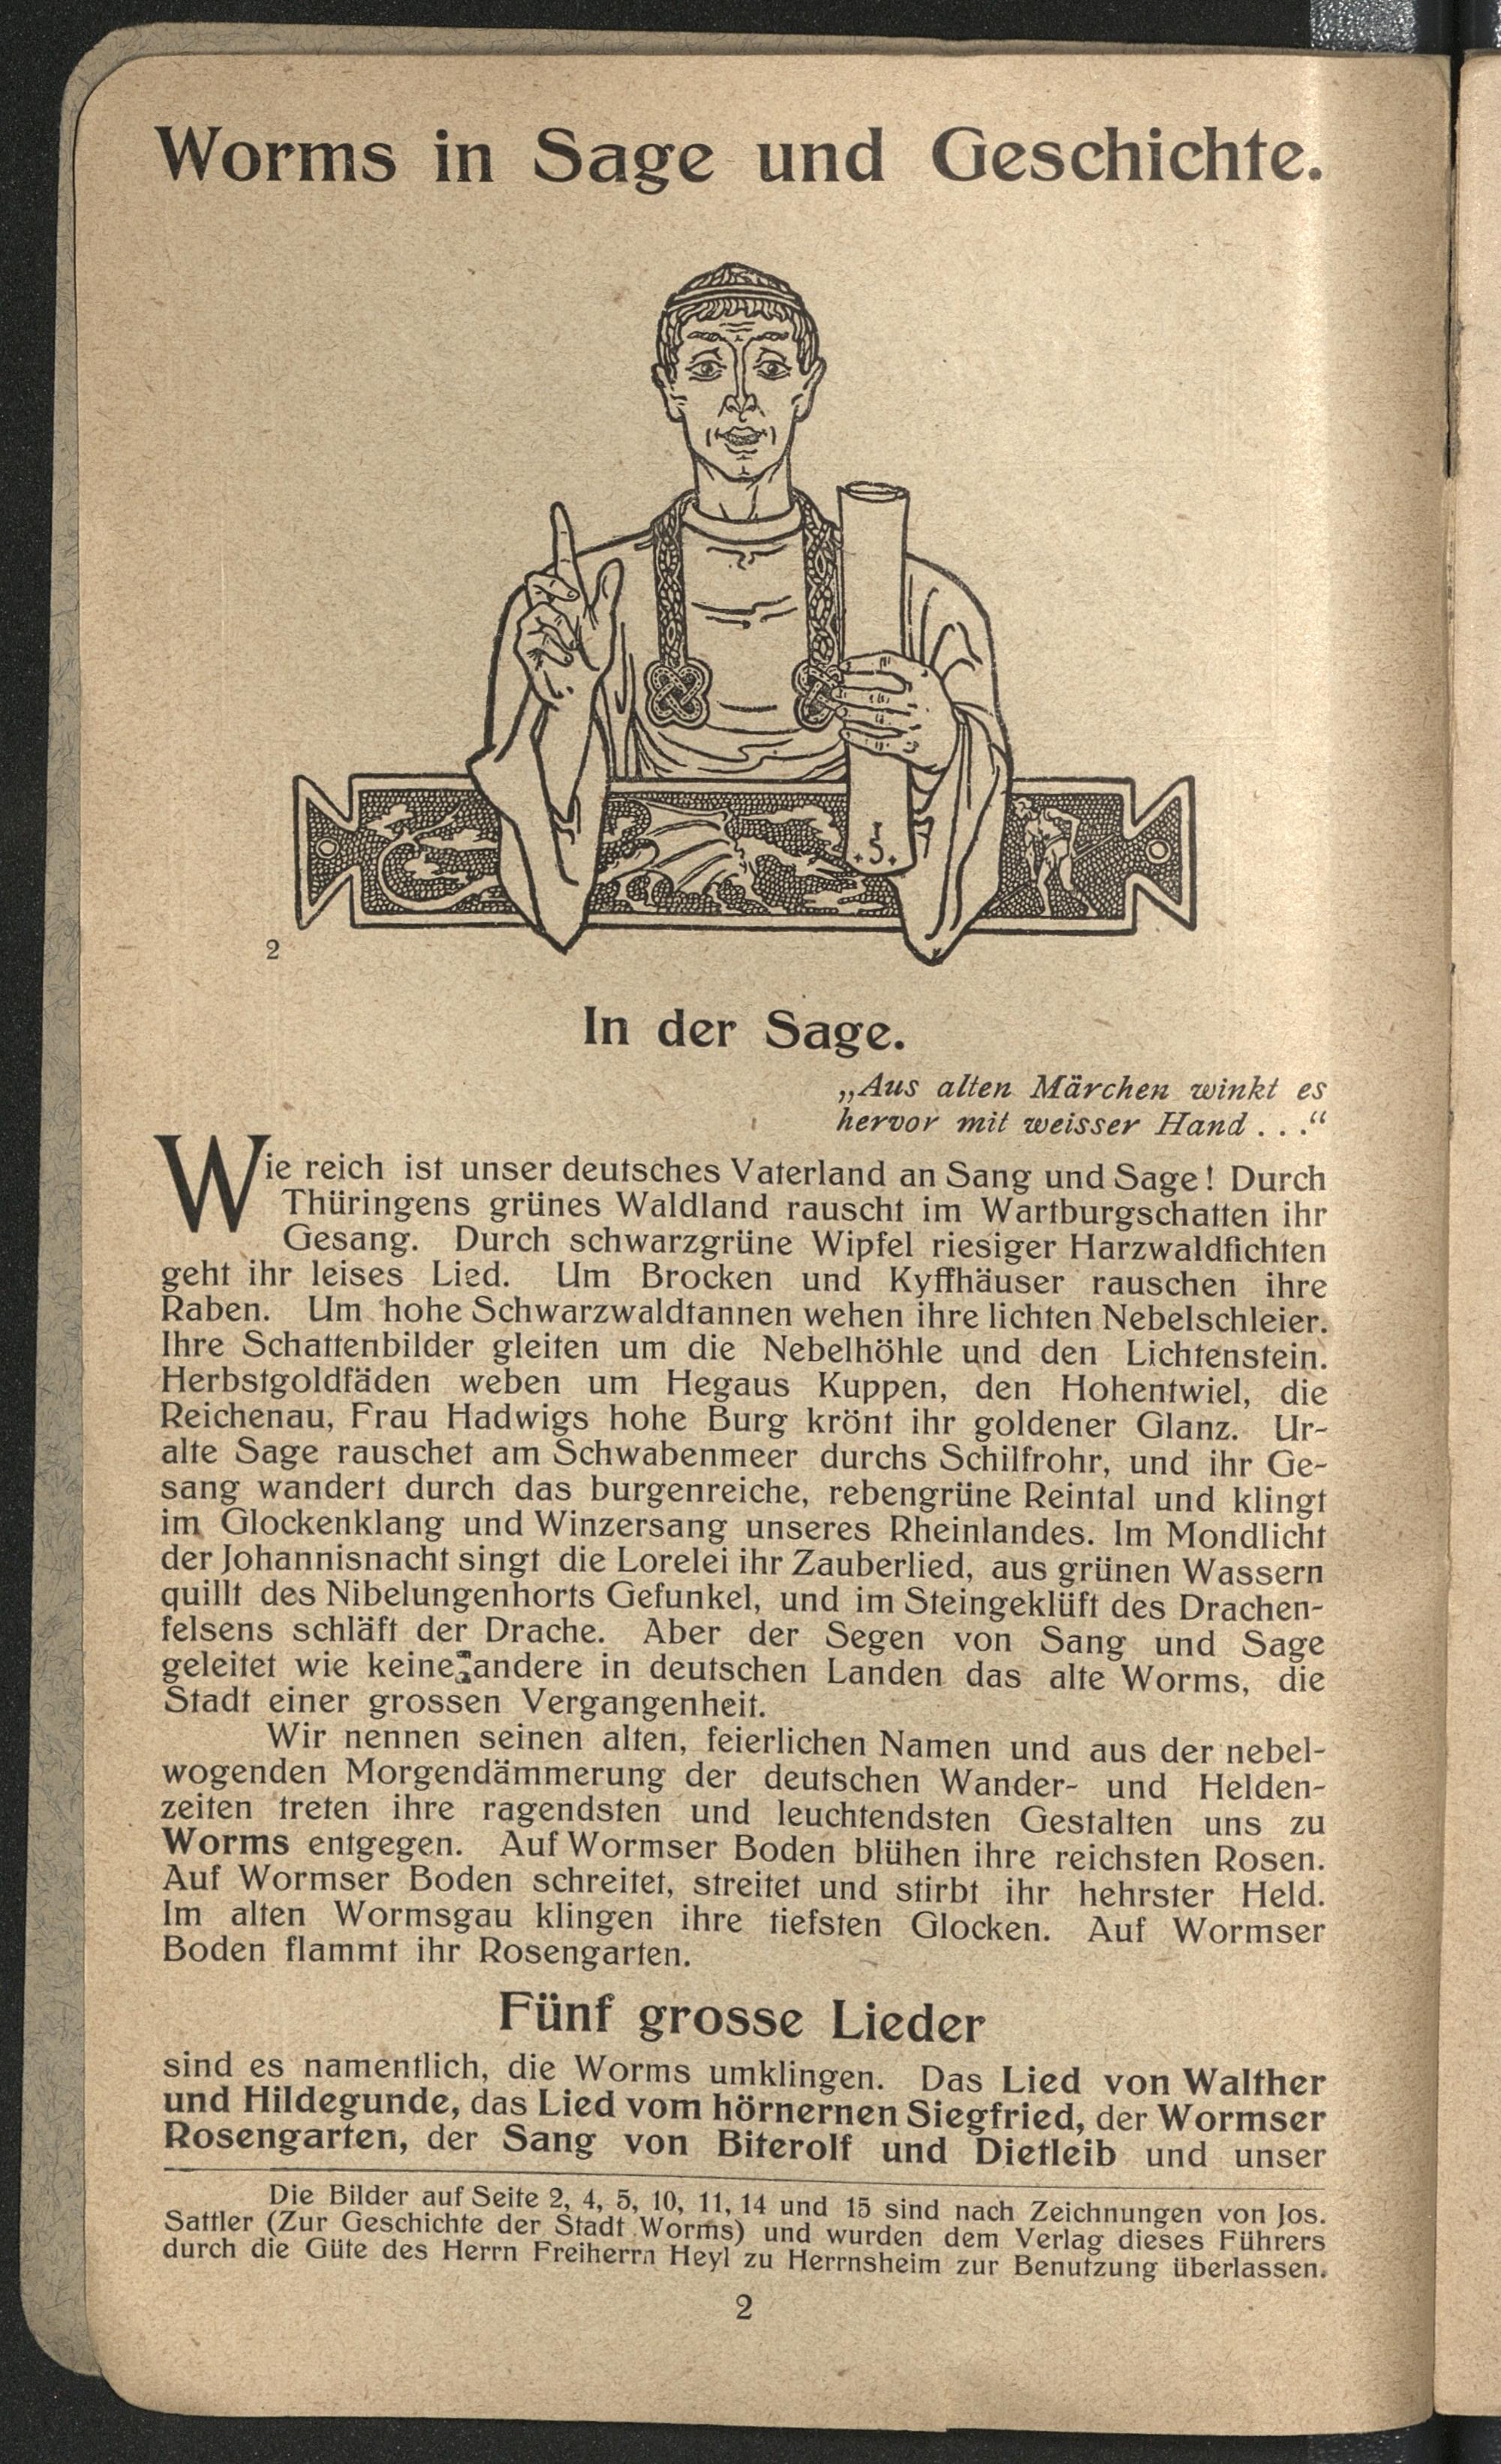 Worms in Sage und Geschichte.
+5+
2
In der Sage.
„Aus alten Märchen winkt es
hervor mit weisser Hand . . .“
Wie reich ist unser deutsches Vaterland an Sang und Sage! Durch
Thüringens grünes Waldland rauscht im Wartburgschatten ihr
Gesang. Durch schwarzgrüne Wipfel riesiger Harzwaldfichten
geht ihr leises Lied. Um Brocken und Kyffhäuser rauschen ihre
Raben. Um hohe Schwarzwaldtannen wehen ihre lichten Nebelschleier.
Ihre Schattenbilder gleiten um die Nebelhöhle und den Lichtenstein.
Herbstgoldfäden weben um Hegaus Kuppen, den Hohentwiel, die
Reichenau, Frau Hadwigs hohe Burg krönt ihr goldener Glanz. Ur-
alte Sage rauschet am Schwabenmeer durchs Schilfrohr, und ihr Ge-
sang wandert durch das burgenreiche, rebengrüne Reintal und klingt
im Glockenklang und Winzersang unseres Rheinlandes. Im Mondlicht
der Johannisnacht singt die Lorelei ihr Zauberlied, aus grünen Wassern
quillt des Nibelungenhorts Gefunkel, und im Steingeklüft des Drachen-
felsens schläft der Drache. Aber der Segen von Sang und Sage
geleitet wie keine andere in deutschen Landen das alte Worms, die
Stadt einer grossen Vergangenheit.
Wir nennen seinen alten, feierlichen Namen und aus der nebel-
wogenden Morgendämmerung der deutschen Wander- und Helden-
zeiten treten ihre ragendsten und leuchtendsten Gestalten uns zu
Worms entgegen. Auf Wormser Boden blühen ihre reichsten Rosen.
Auf Wormser Boden schreitet, streitet und stirbt ihr hehrster Held.
Im alten Wormsgau klingen ihre tiefsten Glocken. Auf Wormser
Boden flammt ihr Rosengarten.
Fünf grosse Lieder
sind es namentlich, die Worms umklingen. Das Lied von Walther
und Hildegunde, das Lied vom hörnernen Siegfried, der Wormser
Rosengarten, der Sang von Biterolf und Dietleib und unser
Die Bilder auf Seite 2, 4, 5, 10, 11, 14 und 15 sind nach Zeichnungen von Jos.
Sattler (Zur Geschichte der Stadt Worms) und wurden dem Verlag dieses Führers
durch die Güte des Herrn Freiherrn Heyl zu Herrnsheim zur Benutzung überlassen.
2